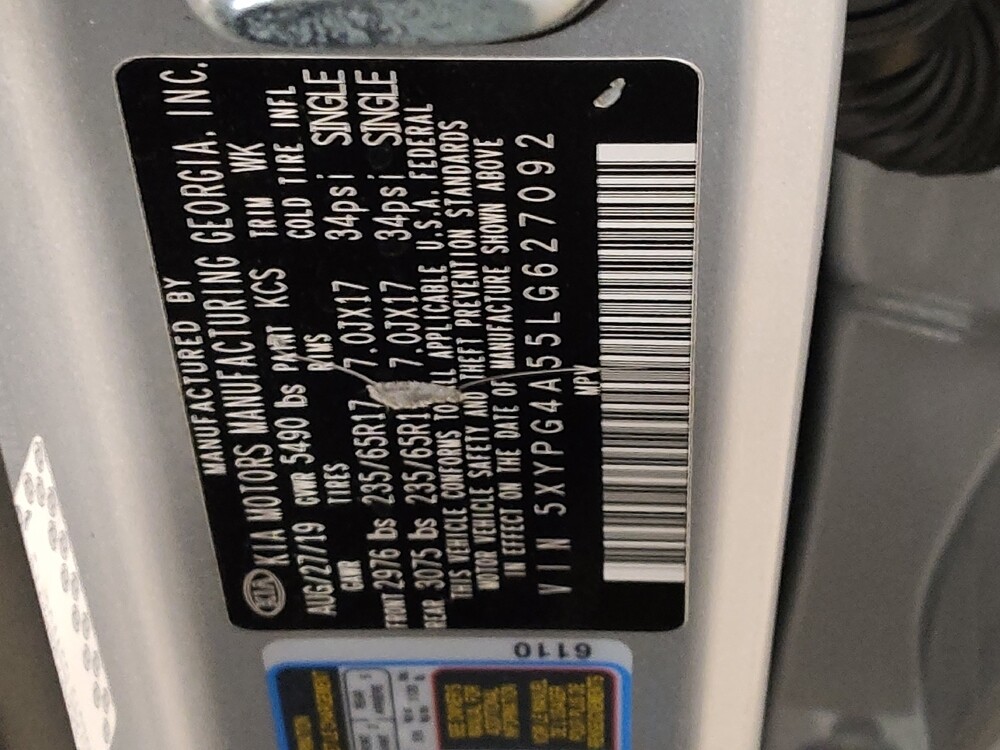 MANUFACTURED BY
KIA KIA MOTORS MANUFACTURING GEORGIA, INC.
AUG/27/19 GWR 5490 lbs PAINT KCS TRIM WK
GAWR TIRES RIMS COLD TIRE INFL
FRONT 2976 lbs 235/65R17 7.0JX17 34psi SINGLE
REAR 3075 lbs 235/65R17 7.0JX17 34psi SINGLE
THIS VEHICLE CONFORMS TO ALL APPLICABLE U.S.A. FEDERAL
MOTOR VEHICLE SAFETY AND THEFT PREVENTION STANDARDS
IN EFFECT ON THE DATE OF MANUFACTURE SHOWN ABOVE
VIN 5XYPG4A55LG627092
MPV
6110